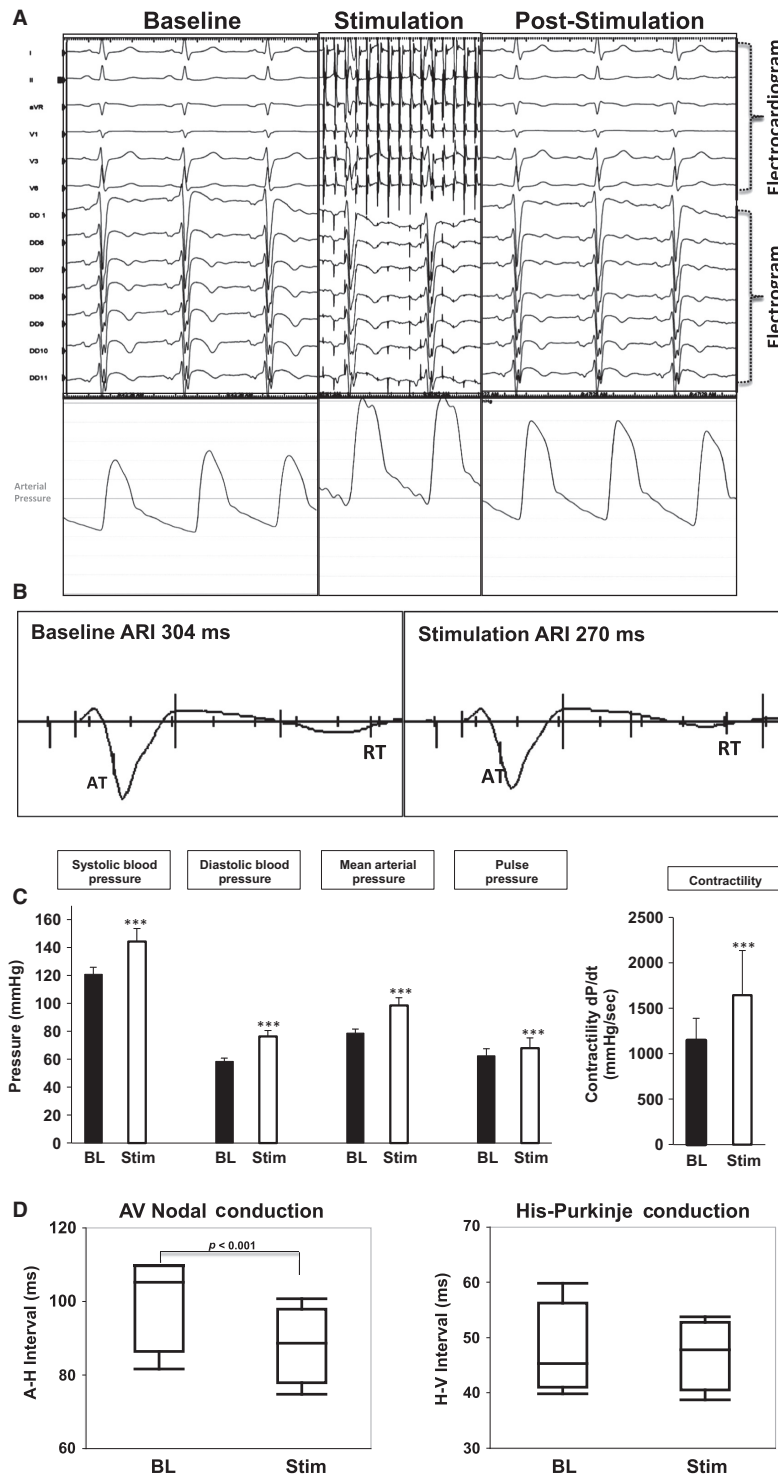 A
Baseline
Stimulation
Post-Stimulation
I
II
aVR
V1
V3
V6
DD 1
DD6
DD7
DD8
DD9
DD10
DD11
Electrocardiogram
Electrogram
Arterial
Pressure
B
Baseline ARI 304 ms
Stimulation ARI 270 ms
AT
RT
AT
RT
C
Systolic blood
pressure
Diastolic blood
pressure
Mean arterial
pressure
Pulse
pressure
Contractility
Pressure (mmHg)
160
140
120
100
80
60
40
20
0
***
***
***
***
BL Stim BL Stim BL Stim BL Stim
Contractility dP/dt
(mmHg/sec)
2500
2000
1500
1000
500
0
***
BL Stim
D
AV Nodal conduction
A-H Interval (ms)
120
100
80
60
p < 0.001
BL Stim
His-Purkinje conduction
H-V Interval (ms)
70
60
50
40
30
BL Stim